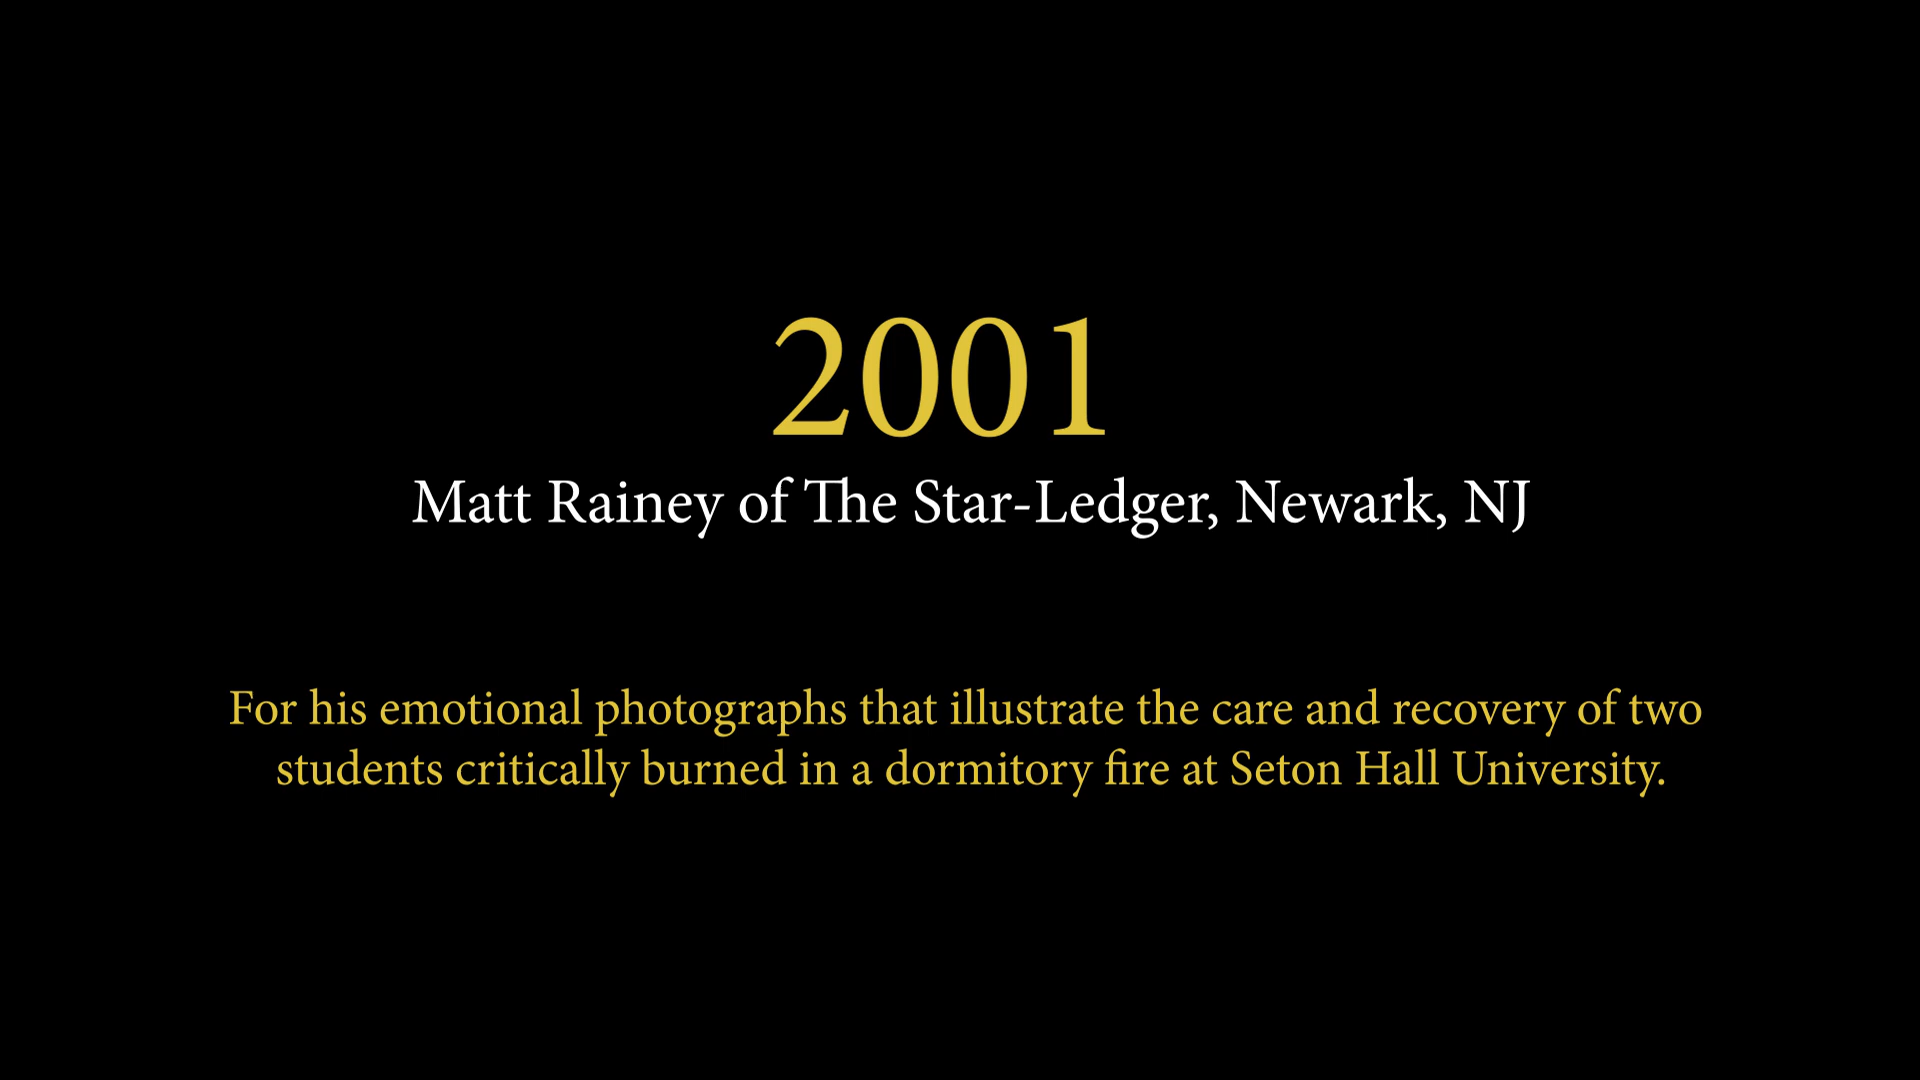 2001
Matt Rainey of The Star-Ledger, Newark, NJ
For his emotional photographs that illustrate the care and recovery of two
students critically burned in a dormitory fire at Seton Hall University.